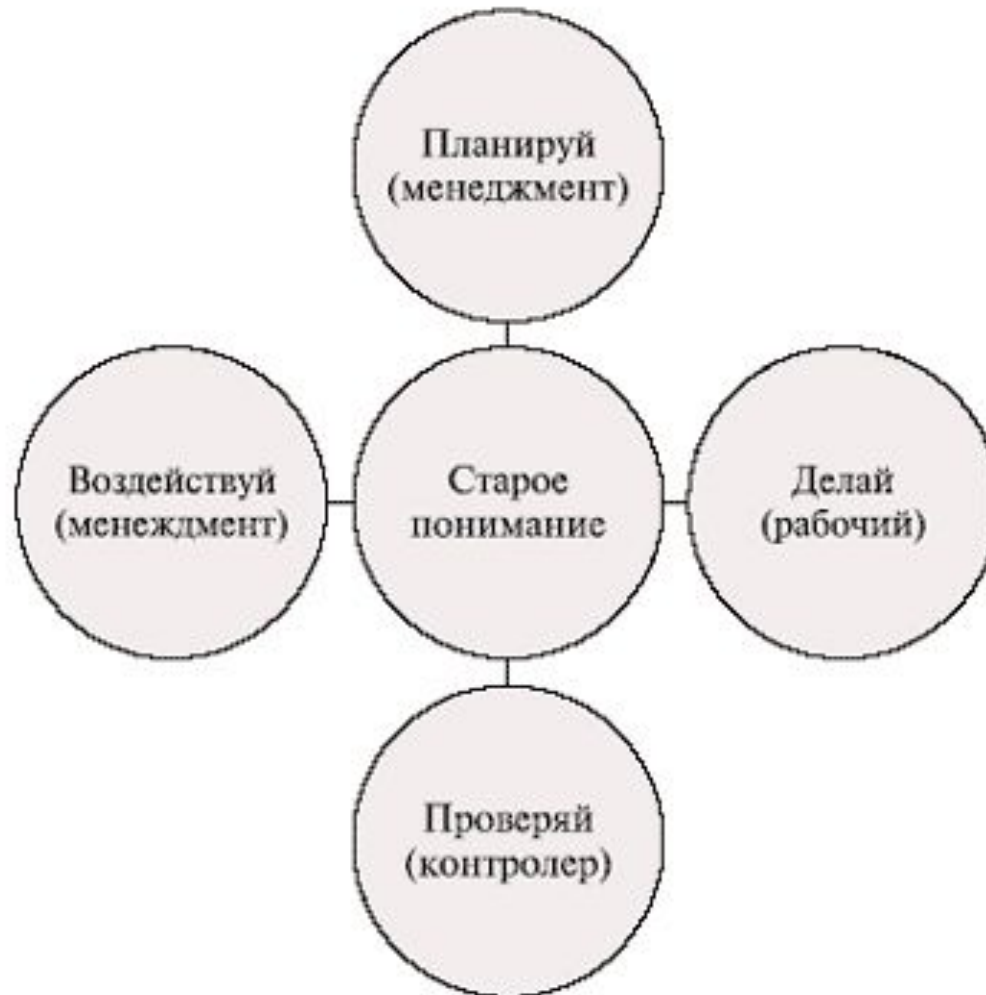 Планируй
(менеджмент)
Воздействуй
(менеждмент)
Старое
понимание
Делай
(рабочий)
Проверяй
(контролер)